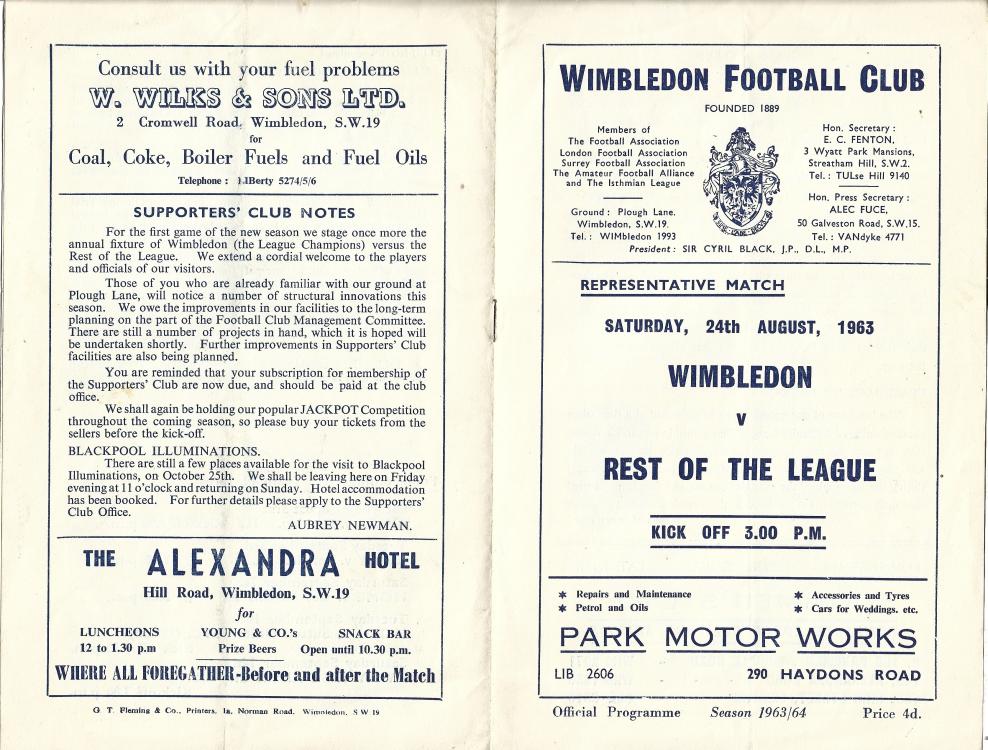 Consult us with your fuel problems
W. WILKS & SONS LTD.
2 Cromwell Road, Wimbledon, S.W.19
for
Coal, Coke, Boiler Fuels and Fuel Oils
Telephone : LIBerty 5274/5/6
SUPPORTERS' CLUB NOTES
For the first game of the new season we stage once more the
annual fixture of Wimbledon (the League Champions) versus the
Rest of the League. We extend a cordial welcome to the players
and officials of our visitors.
Those of you who are already familiar with our ground at
Plough Lane, will notice a number of structural innovations this
season. We owe the improvements in our facilities to the long-term
planning on the part of the Football Club Management Committee.
There are still a number of projects in hand, which it is hoped will
be undertaken shortly. Further improvements in Supporters' Club
facilities are also being planned.
You are reminded that your subscription for membership of
the Supporters' Club are now due, and should be paid at the club
office.
We shall again be holding our popular JACKPOT Competition
throughout the coming season, so please buy your tickets from the
sellers before the kick-off.
BLACKPOOL ILLUMINATIONS.
There are still a few places available for the visit to Blackpool
Illuminations, on October 25th. We shall be leaving here on Friday
evening at 11 o'clock and returning on Sunday. Hotel accommodation
has been booked. For further details please apply to the Supporters'
Club Office.
AUBREY NEWMAN.
THE ALEXANDRA HOTEL
Hill Road, Wimbledon, S.W.19
for
LUNCHEONS YOUNG & CO.'s SNACK BAR
12 to 1.30 p.m Prize Beers Open until 10.30 p.m.
WHERE ALL FOREGATHER-Before and after the Match
G. T. Fleming & Co., Printers, 1a, Norman Road, Wimbledon, S W 19
WIMBLEDON FOOTBALL CLUB
FOUNDED 1889
Members of
The Football Association
London Football Association
Surrey Football Association
The Amateur Football Alliance
and The Isthmian League
Ground : Plough Lane,
Wimbledon, S.W.19.
Tel. : WIMbledon 1993
Hon. Secretary :
E. C. FENTON,
3 Wyatt Park Mansions,
Streatham Hill, S.W.2.
Tel. : TULse Hill 9140
Hon. Press Secretary :
ALEC FUCE,
50 Galveston Road, S.W.15.
Tel. : VANdyke 4771
President : SIR CYRIL BLACK, J.P., D.L., M.P.
REPRESENTATIVE MATCH
SATURDAY, 24th AUGUST, 1963
WIMBLEDON
v
REST OF THE LEAGUE
KICK OFF 3.00 P.M.
* Repairs and Maintenance * Accessories and Tyres
* Petrol and Oils * Cars for Weddings. etc.
PARK MOTOR WORKS
LIB 2606 290 HAYDONS ROAD
Official Programme Season 1963/64 Price 4d.